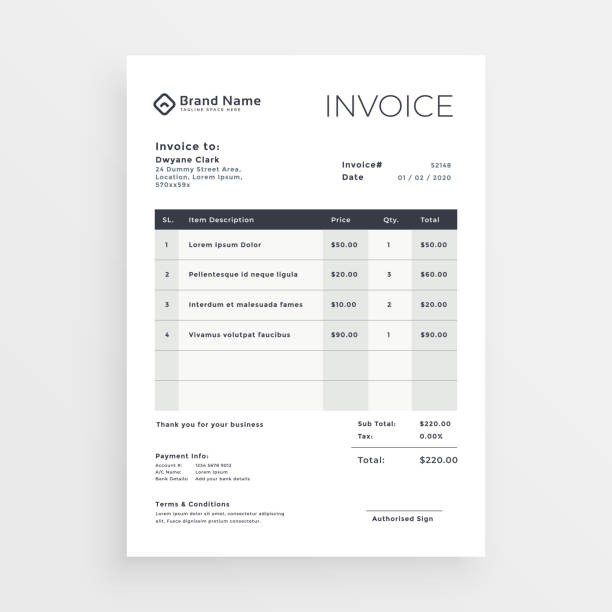 Brand Name
TAGLINE SPACE HERE
INVOICE
Invoice to:
Dwyane Clark
24 Dummy Street Area,
Location, Lorem Ipsum,
570xx59x
Invoice# 52148
Date 01 / 02 / 2020
SL. Item Description Price Qty. Total
1 Lorem Ipsum Dolor $50.00 1 $50.00
2 Pellentesque id neque ligula $20.00 3 $60.00
3 Interdum et malesuada fames $10.00 2 $20.00
4 Vivamus volutpat faucibus $90.00 1 $90.00
Thank you for your business
Sub Total: $220.00
Tax: 0.00%
Total: $220.00
Payment Info:
Account #: 1234 5678 9012
A/C Name: Lorem Ipsum
Bank Details: Add your bank details
Terms & Conditions
Lorem ipsum dolor sit amet, consectetur adipiscing
elit. Fusce dignissim pretium consectetur.
Authorised Sign